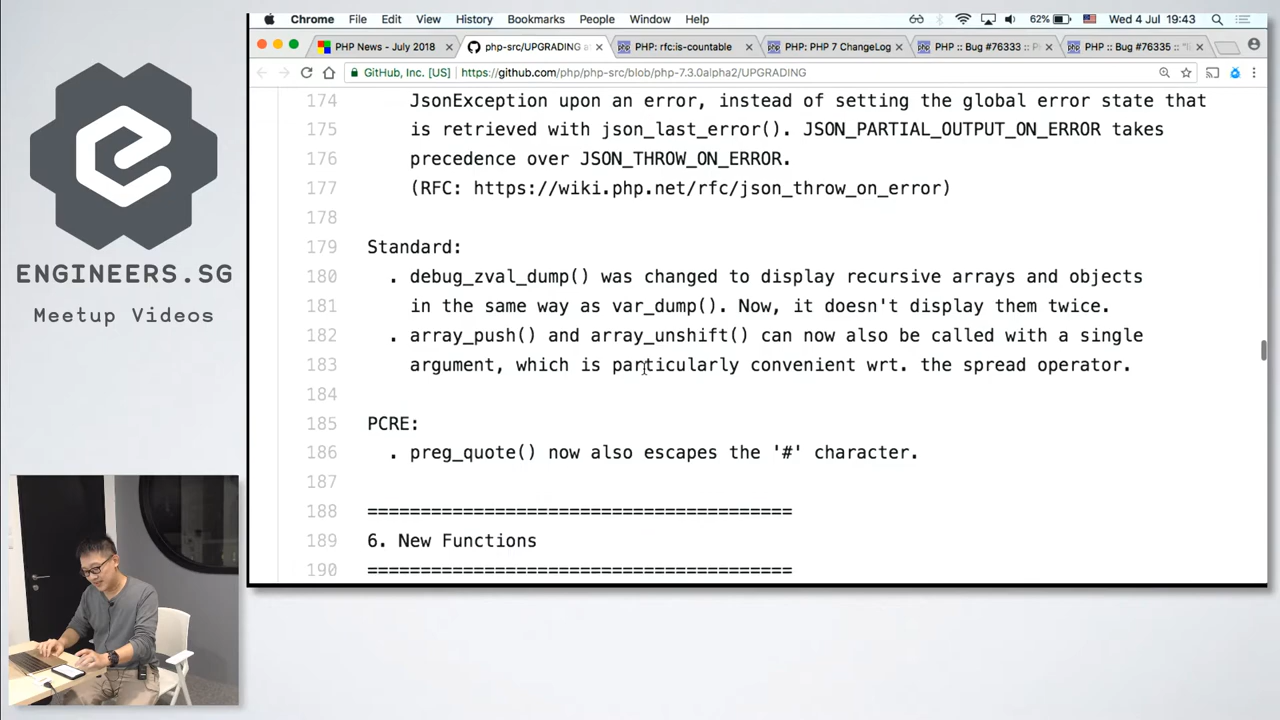 Chrome File Edit View History Bookmarks People Window Help 62% Wed 4 Jul 19:43
PHP News - July 2018 × php-src/UPGRADING a × PHP: rfc:is-countable × PHP: PHP 7 ChangeLog × PHP :: Bug #76333 :: P × PHP :: Bug #76335 :: "I ×
GitHub, Inc. [US] https://github.com/php/php-src/blob/php-7.3.0alpha2/UPGRADING
174 JsonException upon an error, instead of setting the global error state that
175 is retrieved with json_last_error(). JSON_PARTIAL_OUTPUT_ON_ERROR takes
176 precedence over JSON_THROW_ON_ERROR.
177 (RFC: https://wiki.php.net/rfc/json_throw_on_error)
178
179 Standard:
180 . debug_zval_dump() was changed to display recursive arrays and objects
181 in the same way as var_dump(). Now, it doesn't display them twice.
182 . array_push() and array_unshift() can now also be called with a single
183 argument, which is particularly convenient wrt. the spread operator.
184
185 PCRE:
186 . preg_quote() now also escapes the '#' character.
187
188 ========================================
189 6. New Functions
190 ========================================
ENGINEERS.SG
Meetup Videos